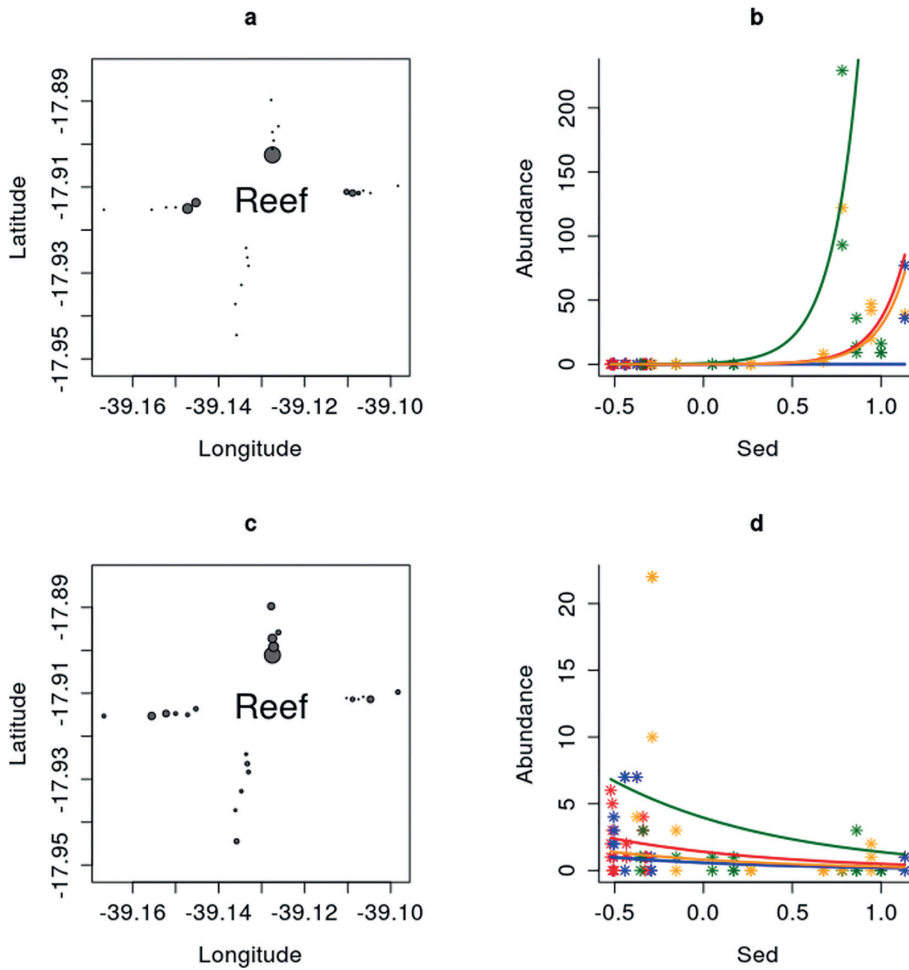 a
-17.89
-17.91
-17.93
-17.95
Latitude
Reef
-39.16
-39.14
-39.12
-39.10
Longitude
b
200
150
100
50
0
Abundance
-0.5
0.0
0.5
1.0
Sed
c
-17.89
-17.91
-17.93
-17.95
Latitude
Reef
-39.16
-39.14
-39.12
-39.10
Longitude
d
20
15
10
5
0
Abundance
-0.5
0.0
0.5
1.0
Sed